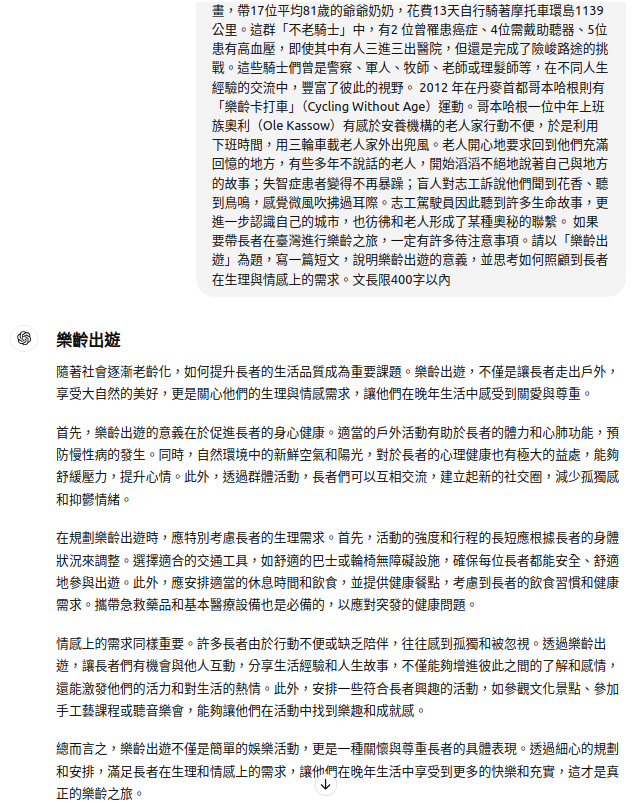 畫，帶17位平均81歲的爺爺奶奶，花費13天自行騎著摩托車環島1139
公里。這群「不老騎士」中，有2 位曾罹患癌症、4位需戴助聽器、5位
患有高血壓，即使其中有人三進三出醫院，但還是完成了險峻路途的挑
戰。這些騎士們曾是警察、軍人、牧師、老師或理髮師等，在不同人生
經驗的交流中，豐富了彼此的視野。 2012 年在丹麥首都哥本哈根則有
「樂齡卡打車」（Cycling Without Age）運動。哥本哈根一位中年上班
族奧利（Ole Kassow）有感於安養機構的老人家行動不便，於是利用
下班時間，用三輪車載老人家外出兜風。老人開心地要求回到他們充滿
回憶的地方，有些多年不說話的老人，開始滔滔不絕地說著自己與地方
的故事；失智症患者變得不再暴躁；盲人對志工訴說他們聞到花香、聽
到鳥鳴，感覺微風吹拂過耳際。志工駕駛員因此聽到許多生命故事，更
進一步認識自己的城市，也彷彿和老人形成了某種奧秘的聯繫。 如果
要帶長者在臺灣進行樂齡之旅，一定有許多待注意事項。請以「樂齡出
遊」為題，寫一篇短文，說明樂齡出遊的意義，並思考如何照顧到長者
在生理與情感上的需求。文長限400字以內
樂齡出遊
隨著社會逐漸老齡化，如何提升長者的生活品質成為重要課題。樂齡出遊，不僅是讓長者走出戶外，
享受大自然的美好，更是關心他們的生理與情感需求，讓他們在晚年生活中感受到關愛與尊重。
首先，樂齡出遊的意義在於促進長者的身心健康。適當的戶外活動有助於長者的體力和心肺功能，預
防慢性病的發生。同時，自然環境中的新鮮空氣和陽光，對於長者的心理健康也有極大的益處，能夠
舒緩壓力，提升心情。此外，透過群體活動，長者們可以互相交流，建立起新的社交圈，減少孤獨感
和抑鬱情緒。
在規劃樂齡出遊時，應特別考慮長者的生理需求。首先，活動的強度和行程的長短應根據長者的身體
狀況來調整。選擇適合的交通工具，如舒適的巴士或輪椅無障礙設施，確保每位長者都能安全、舒適
地參與出遊。此外，應安排適當的休息時間和飲食，並提供健康餐點，考慮到長者的飲食習慣和健康
需求。攜帶急救藥品和基本醫療設備也是必備的，以應對突發的健康問題。
情感上的需求同樣重要。許多長者由於行動不便或缺乏陪伴，往往感到孤獨和被忽視。透過樂齡出
遊，讓長者們有機會與他人互動，分享生活經驗和人生故事，不僅能夠增進彼此之間的了解和感情，
還能激發他們的活力和對生活的熱情。此外，安排一些符合長者興趣的活動，如參觀文化景點、參加
手工藝課程或聽音樂會，能夠讓他們在活動中找到樂趣和成就感。
總而言之，樂齡出遊不僅是簡單的娛樂活動，更是一種關懷與尊重長者的具體表現。透過細心的規劃
和安排，滿足長者在生理和情感上的需求，讓他們在晚年生活中享受到更多的快樂和充實，這才是真
正的樂齡之旅。